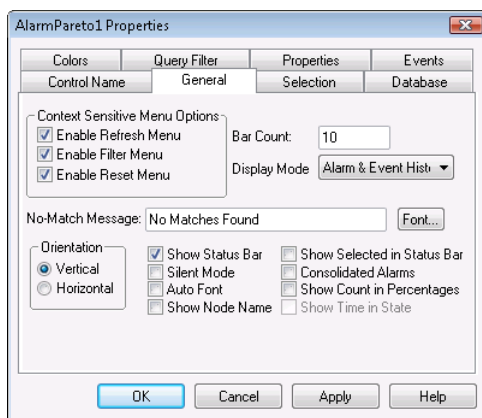 AlarmPareto1 Properties
Colors Query Filter Properties Events
Control Name General Selection Database
Context Sensitive Menu Options
Enable Refresh Menu
Enable Filter Menu
Enable Reset Menu
Bar Count: 10
Display Mode Alarm & Event Hist
No-Match Message: No Matches Found Font...
Orientation
Vertical
Horizontal
Show Status Bar
Silent Mode
Auto Font
Show Node Name
Show Selected in Status Bar
Consolidated Alarms
Show Count in Percentages
Show Time in State
OK Cancel Apply Help